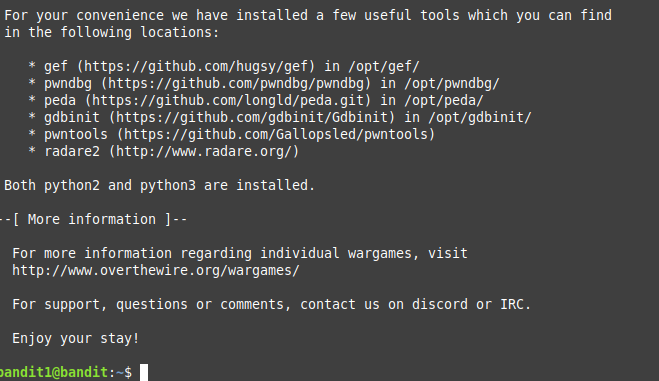 For your convenience we have installed a few useful tools which you can find
in the following locations:
* gef (https://github.com/hugsy/gef) in /opt/gef/
* pwndbg (https://github.com/pwndbg/pwndbg) in /opt/pwndbg/
* peda (https://github.com/longld/peda.git) in /opt/peda/
* gdbinit (https://github.com/gdbinit/Gdbinit) in /opt/gdbinit/
* pwntools (https://github.com/Gallopsled/pwntools)
* radare2 (http://www.radare.org/)
Both python2 and python3 are installed.
--[ More information ]--
For more information regarding individual wargames, visit
http://www.overthewire.org/wargames/
For support, questions or comments, contact us on discord or IRC.
Enjoy your stay!
bandit1@bandit:~$